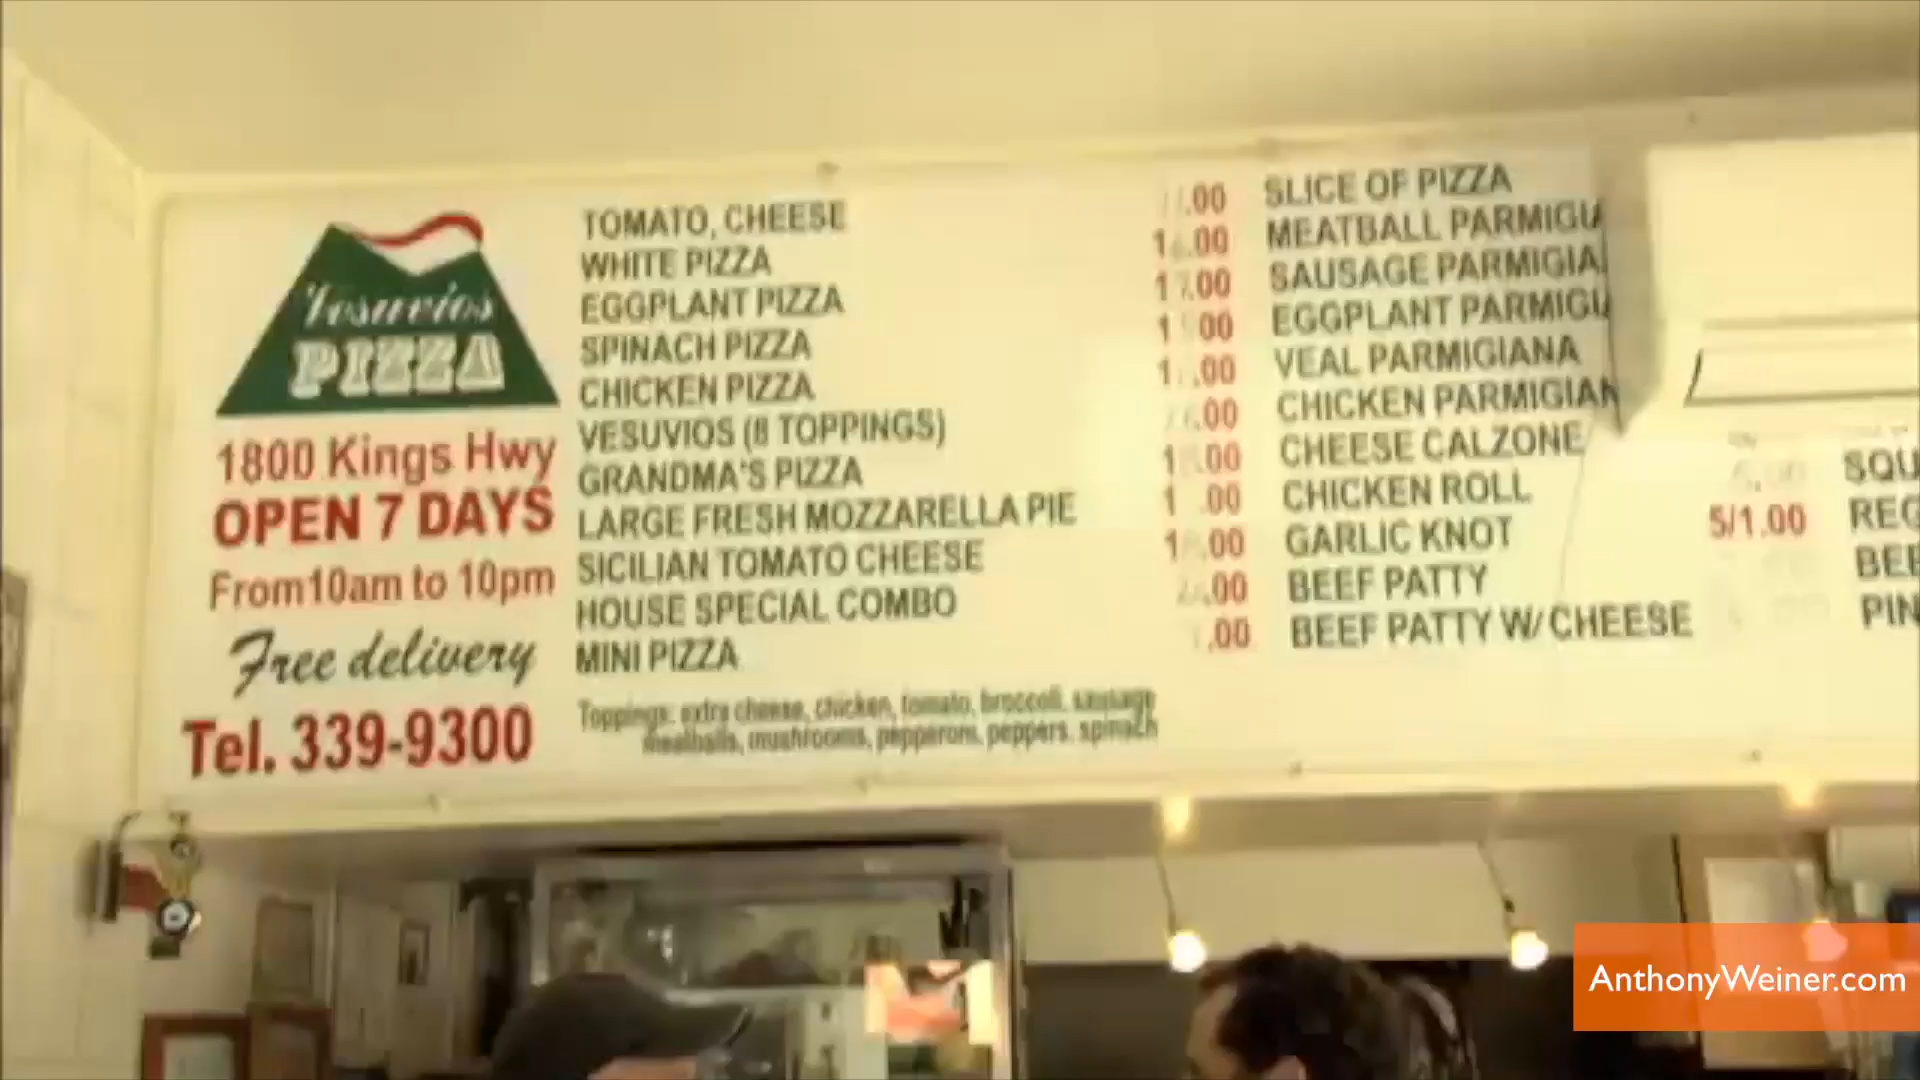 Vesuvios
PIZZA
1800 Kings Hwy
OPEN 7 DAYS
From10am to 10pm
Free delivery
Tel. 339-9300
TOMATO, CHEESE
WHITE PIZZA
EGGPLANT PIZZA
SPINACH PIZZA
CHICKEN PIZZA
VESUVIOS (8 TOPPINGS)
GRANDMA'S PIZZA
LARGE FRESH MOZZARELLA PIE
SICILIAN TOMATO CHEESE
HOUSE SPECIAL COMBO
MINI PIZZA
Toppings: extra cheese, chicken, tomato, broccoli, sausage
meatballs, mushrooms, pepperoni, peppers, spinach
SLICE OF PIZZA
MEATBALL
SAUSAGE
EGGPLANT
VEAL PARMIGIANA
CHICKEN
CHEESE CALZONE
CHICKEN ROLL
GARLIC KNOT 5/1.00
BEEF PATTY
BEEF PATTY W/ CHEESE
AnthonyWeiner.com